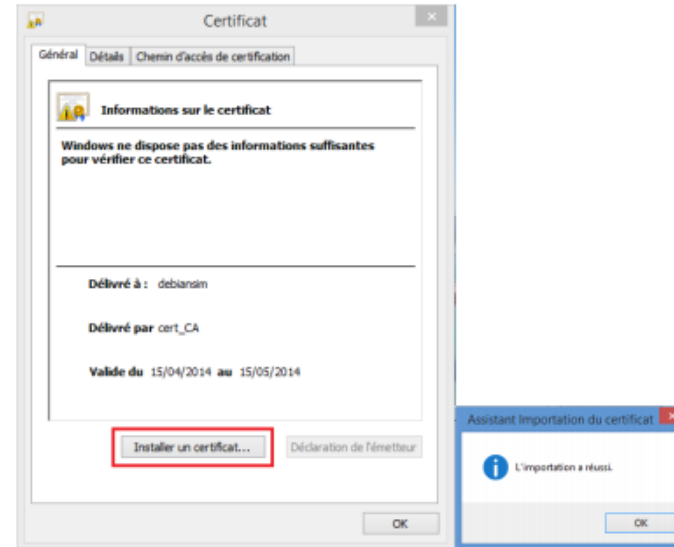 Certificat
Général Détails Chemin d'accès de certification
Informations sur le certificat
Windows ne dispose pas des informations suffisantes
pour vérifier ce certificat.
Délivré à : debiansim
Délivré par cert_CA
Valide du 15/04/2014 au 15/05/2014
Installer un certificat... Déclaration de l'émetteur
OK
Assistant Importation du certificat
L'importation a réussi.
OK